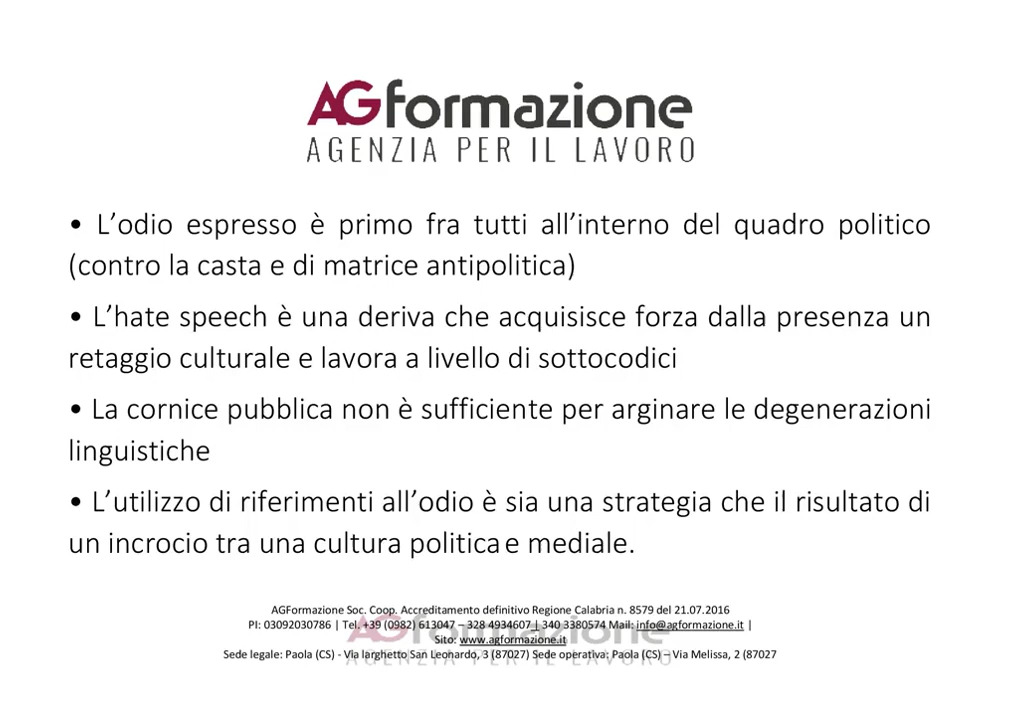 AGformazione
AGENZIA PER IL LAVORO
• L’odio espresso è primo fra tutti all’interno del quadro politico
(contro la casta e di matrice antipolitica)
• L’hate speech è una deriva che acquisisce forza dalla presenza un
retaggio culturale e lavora a livello di sottocodici
• La cornice pubblica non è sufficiente per arginare le degenerazioni
linguistiche
• L’utilizzo di riferimenti all’odio è sia una strategia che il risultato di
un incrocio tra una cultura politica e mediale.
AGFormazione Soc. Coop. Accreditamento definitivo Regione Calabria n. 8579 del 21.07.2016
PI: 03092030786 | Tel. +39 (0982) 613047 – 328 4934607 | 340 3380574 Mail: info@agformazione.it |
Sito: www.agformazione.it
Sede legale: Paola (CS) - Via larghetto San Leonardo, 3 (87027) Sede operativa: Paola (CS) – Via Melissa, 2 (87027
AGformazione
AGENZIA PER IL LAVORO